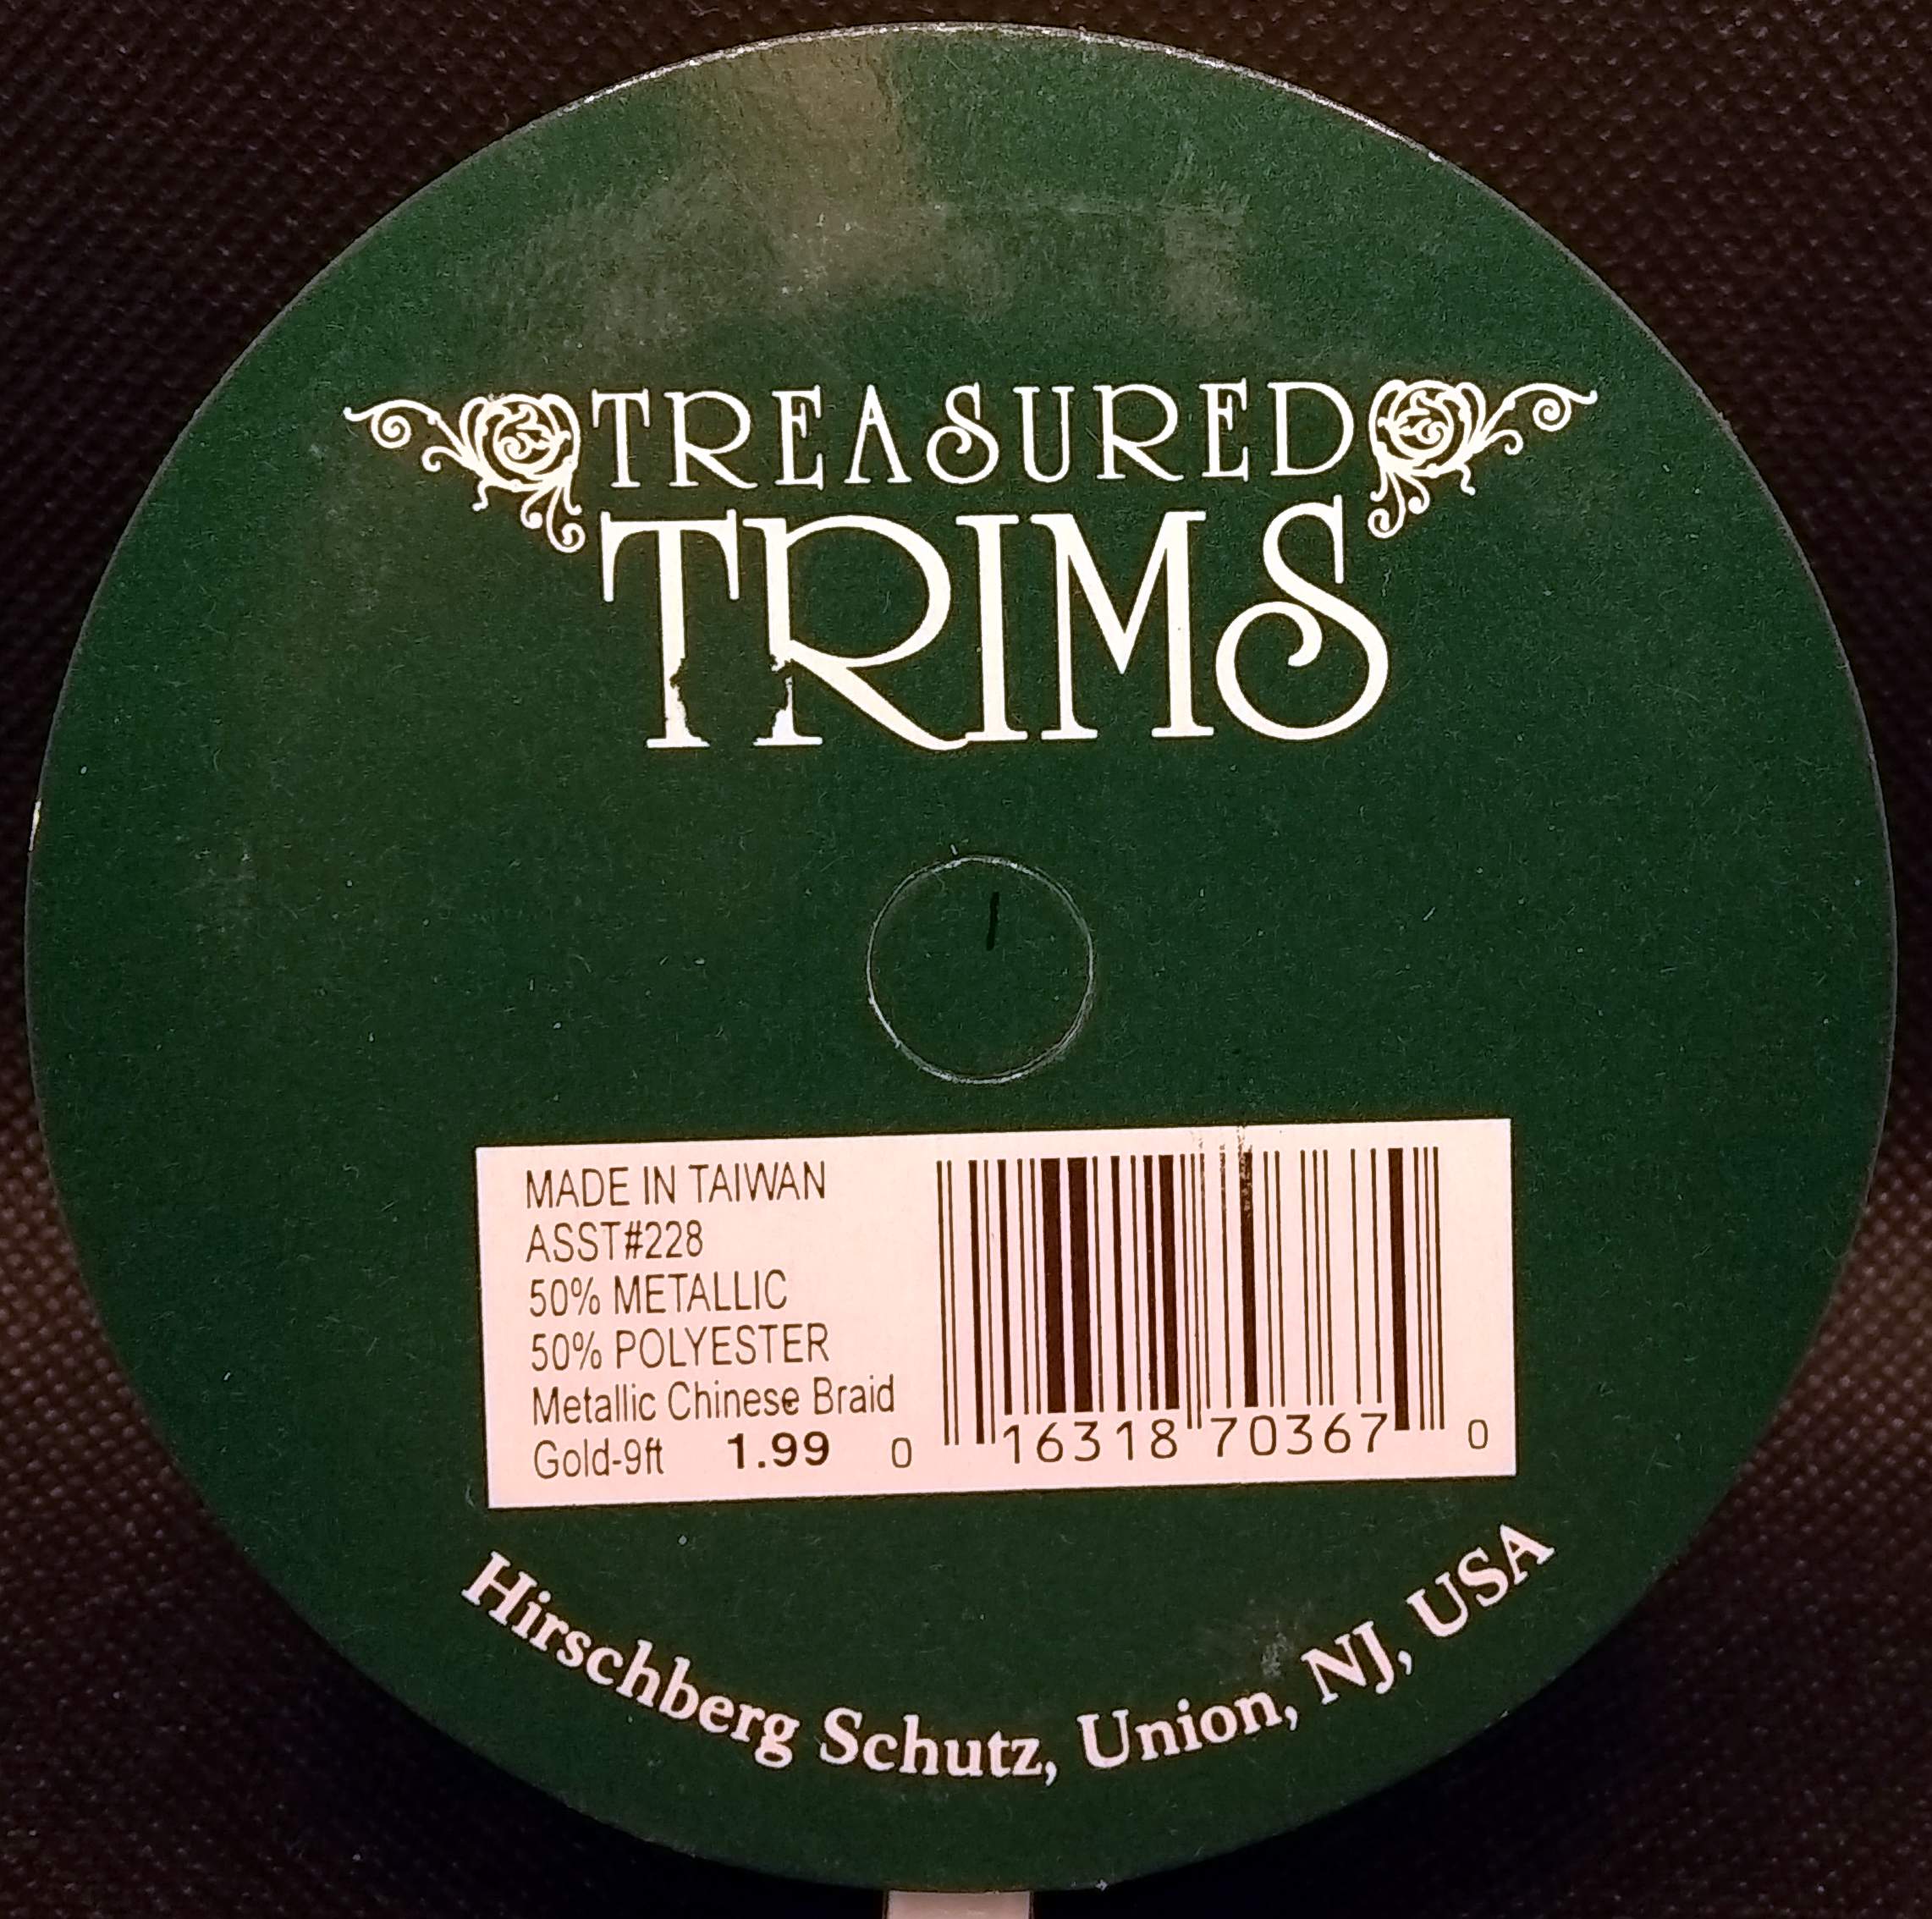 TREASURED
TRIMS
MADE IN TAIWAN
ASST#228
50% METALLIC
50% POLYESTER
Metallic Chinese Braid
Gold-9ft 1.99
0 16318 70367 0
Hirschberg Schutz, Union, NJ, USA